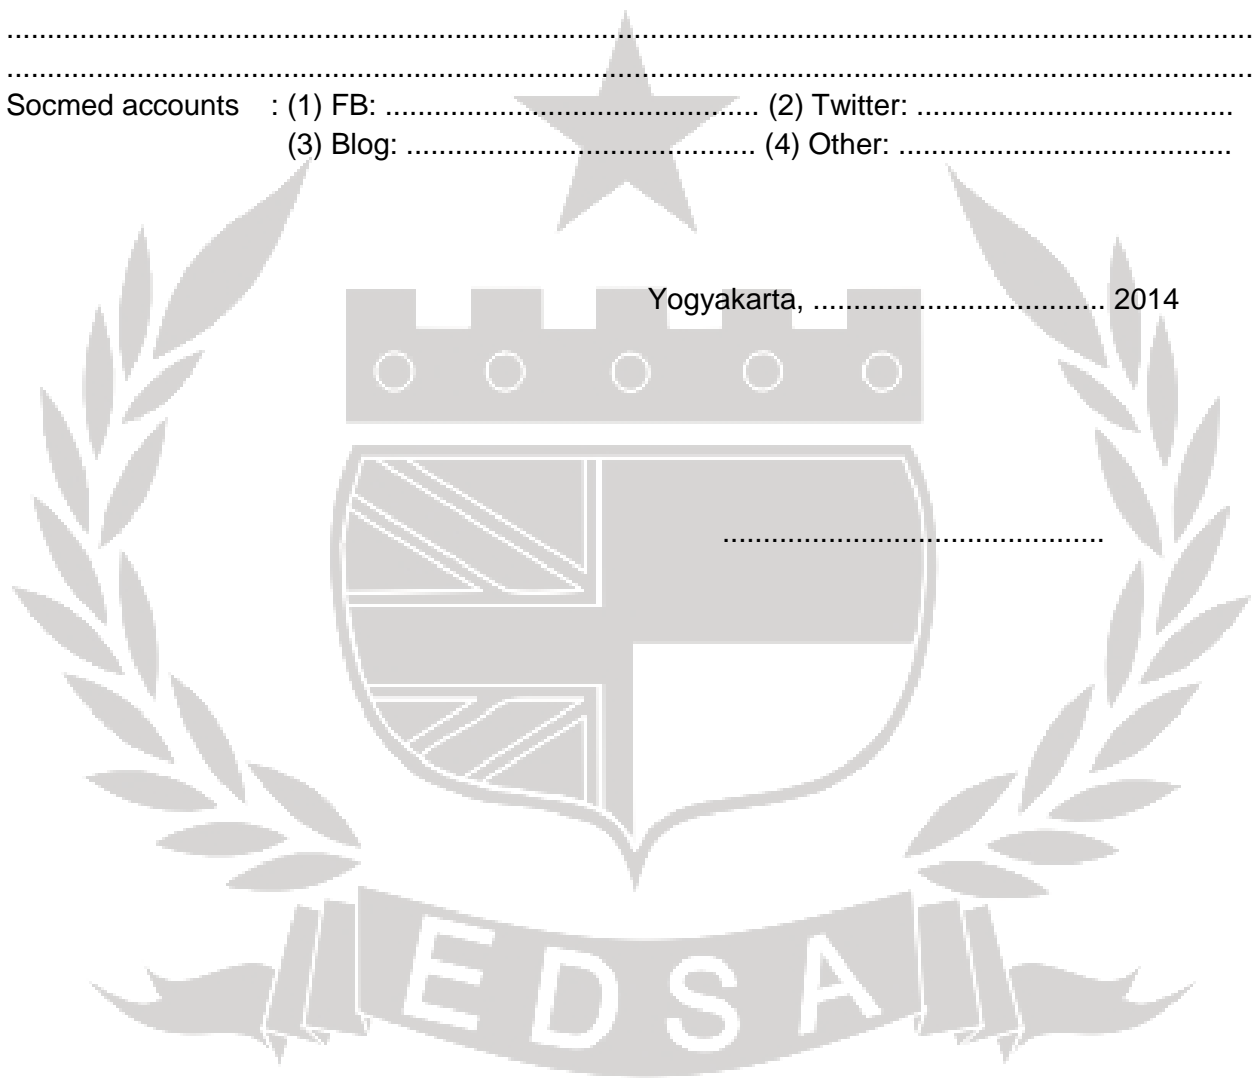 ........................................................................................................................................................
........................................................................................................................................................
Socmed accounts : (1) FB: .............................................. (2) Twitter: .......................................
(3) Blog: ........................................... (4) Other: .........................................
Yogyakarta, .................................... 2014
...............................................
EDSA